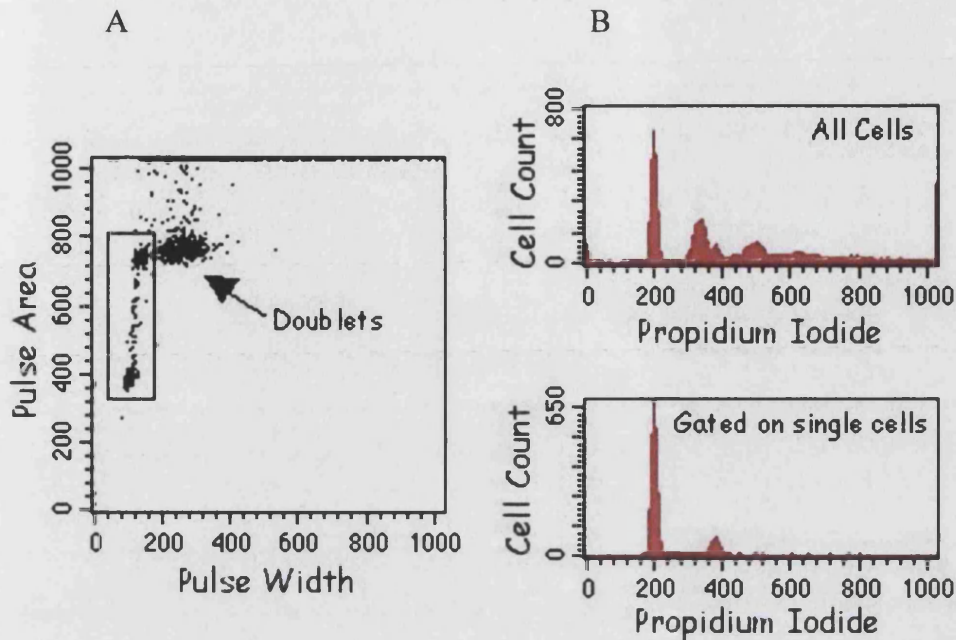 A
B
1000
800
600
400
200
0
Pulse Area
0 200 400 600 800 1000
Pulse Width
Doublets
800
0
Cell Count
All Cells
0 200 400 600 800 1000
Propidium Iodide
650
0
Cell Count
Gated on single cells
0 200 400 600 800 1000
Propidium Iodide